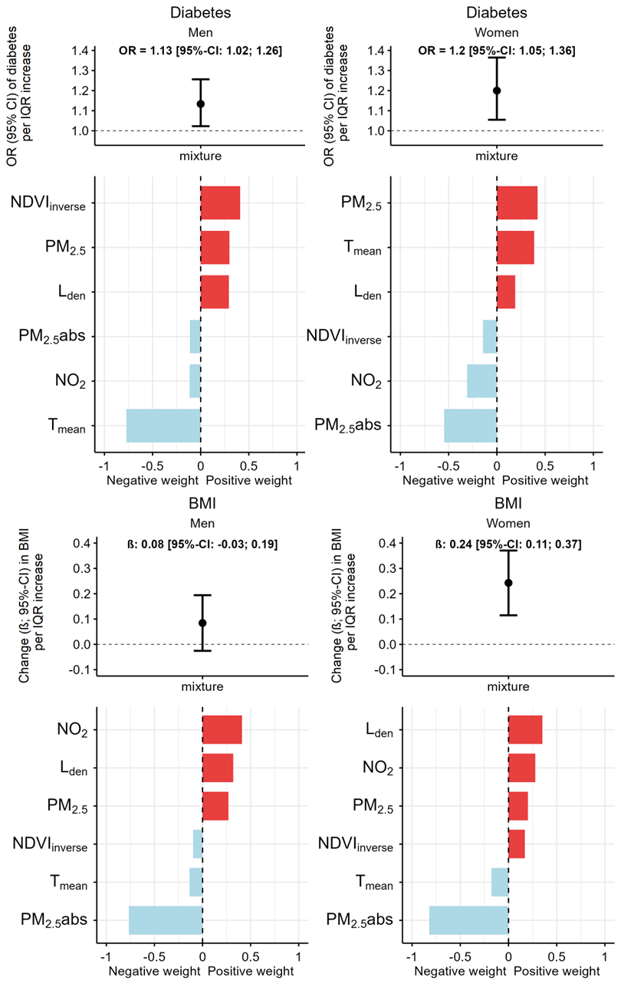 Diabetes
Men
OR (95% CI) of diabetes
per IQR increase
OR = 1.13 [95%-CI: 1.02; 1.26]
1.4
1.3
1.2
1.1
1.0
mixture
Diabetes
Women
OR (95% CI) of diabetes
per IQR increase
OR = 1.2 [95%-CI: 1.05; 1.36]
1.4
1.3
1.2
1.1
1.0
mixture
NDVIinverse
PM2.5
Lden
PM2.5abs
NO2
Tmean
-1 -0.5 0 0.5 1
Negative weight Positive weight
PM2.5
Tmean
Lden
NDVIinverse
NO2
PM2.5abs
-1 -0.5 0 0.5 1
Negative weight Positive weight
BMI
Men
Change (ß; 95%-CI) in BMI
per IQR increase
ß: 0.08 [95%-CI: -0.03; 0.19]
0.4
0.3
0.2
0.1
0.0
-0.1
mixture
BMI
Women
Change (ß; 95%-CI) in BMI
per IQR increase
ß: 0.24 [95%-CI: 0.11; 0.37]
0.4
0.3
0.2
0.1
0.0
-0.1
mixture
NO2
Lden
PM2.5
NDVIinverse
Tmean
PM2.5abs
-1 -0.5 0 0.5 1
Negative weight Positive weight
Lden
NO2
PM2.5
NDVIinverse
Tmean
PM2.5abs
-1 -0.5 0 0.5 1
Negative weight Positive weight